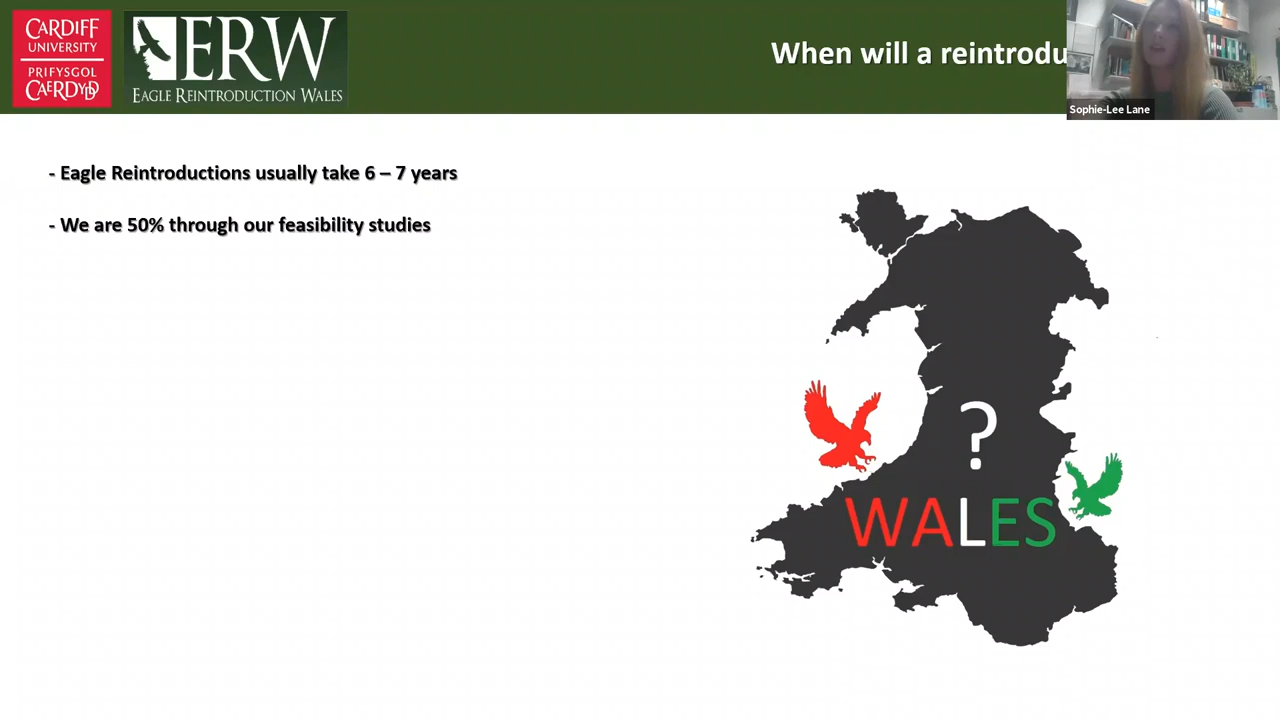 CARDIFF
UNIVERSITY
PRIFYSGOL
CAERDYDD
ERW
EAGLE REINTRODUCTION WALES
When will a reintrodu
Sophie-Lee Lane
- Eagle Reintroductions usually take 6 – 7 years
- We are 50% through our feasibility studies
?
WALES